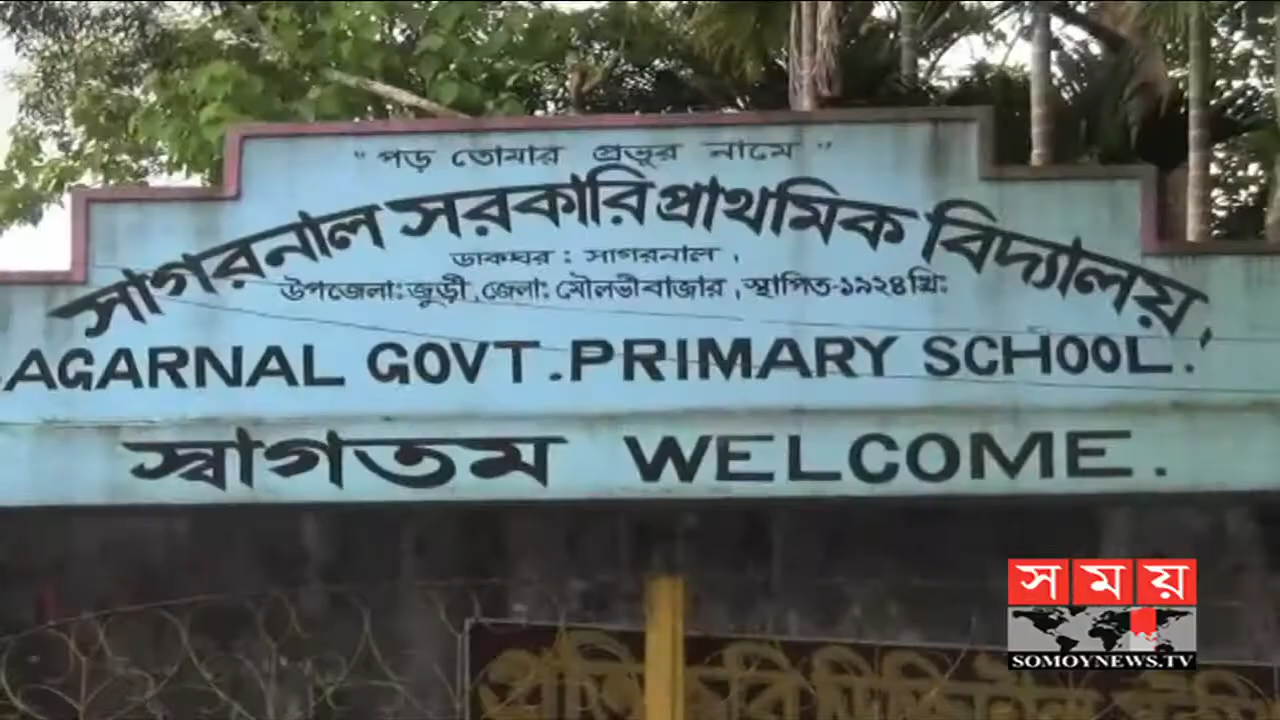 " পড় তোমার প্রভুর নামে "
সাগরনাল সরকারি প্রাথমিক বিদ্যালয়.
ডাকঘর : সাগরনাল,
উপজেলা: জুড়ী, জেলা: মৌলভীবাজার, স্থাপিত-১৯২৪খ্রি:
AGARNAL GOVT. PRIMARY SCHOOL.
স্বাগতম WELCOME.
সময়
SOMOYNEWS.TV